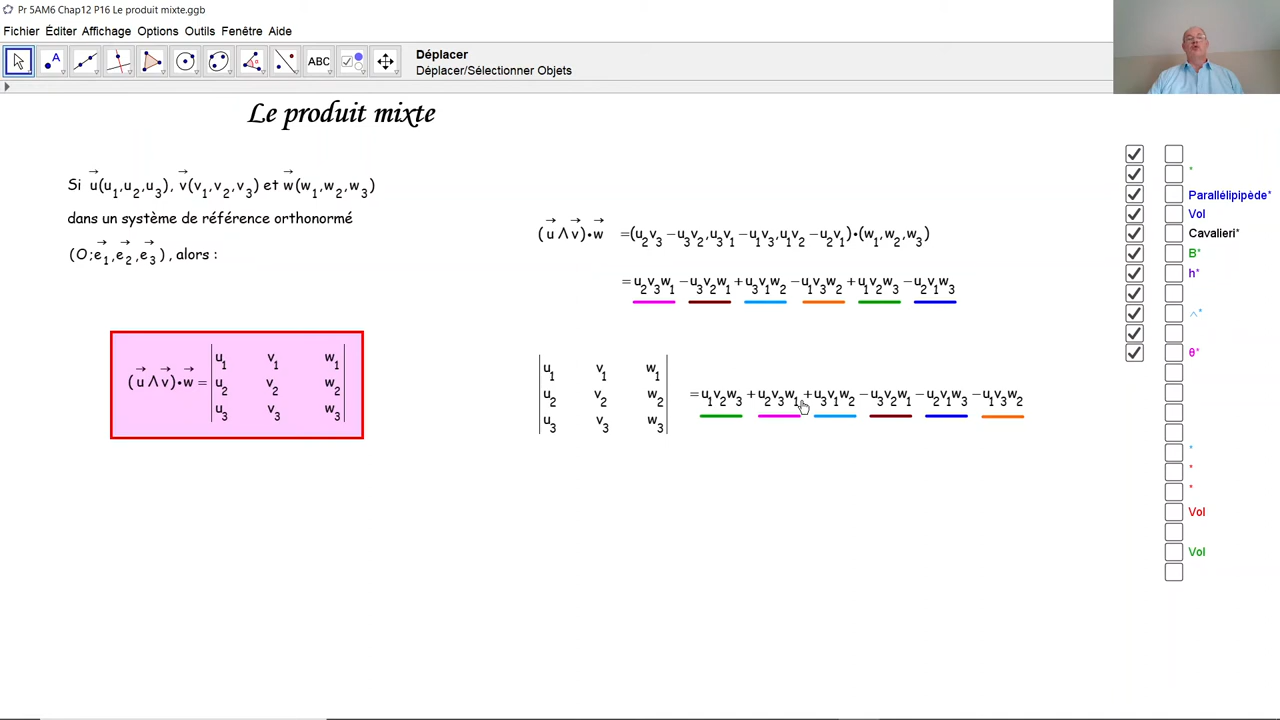 Pr 5AM6 Chap12 P16 Le produit mixte.ggb
Fichier Éditer Affichage Options Outils Fenêtre Aide
A ABC
Déplacer
Déplacer/Sélectionner Objets
Le produit mixte
Si u⃗(u₁,u₂,u₃), v⃗(v₁,v₂,v₃) et w⃗(w₁,w₂,w₃)
dans un système de référence orthonormé
(O;e⃗₁,e⃗₂,e⃗₃), alors :
(u⃗∧v⃗)•w⃗ = |u₁ v₁ w₁|
|u₂ v₂ w₂|
|u₃ v₃ w₃|
(u⃗∧v⃗)•w⃗ =(u₂v₃−u₃v₂,u₃v₁−u₁v₃,u₁v₂−u₂v₁)•(w₁,w₂,w₃)
=u₂v₃w₁−u₃v₂w₁+u₃v₁w₂−u₁v₃w₂+u₁v₂w₃−u₂v₁w₃
|u₁ v₁ w₁|
|u₂ v₂ w₂| =u₁v₂w₃+u₂v₃w₁+u₃v₁w₂−u₃v₂w₁−u₂v₁w₃−u₁v₃w₂
|u₃ v₃ w₃|
*
Parallélipipède*
Vol
Cavalieri*
B*
h*
^*
θ*
*
*
*
Vol
Vol